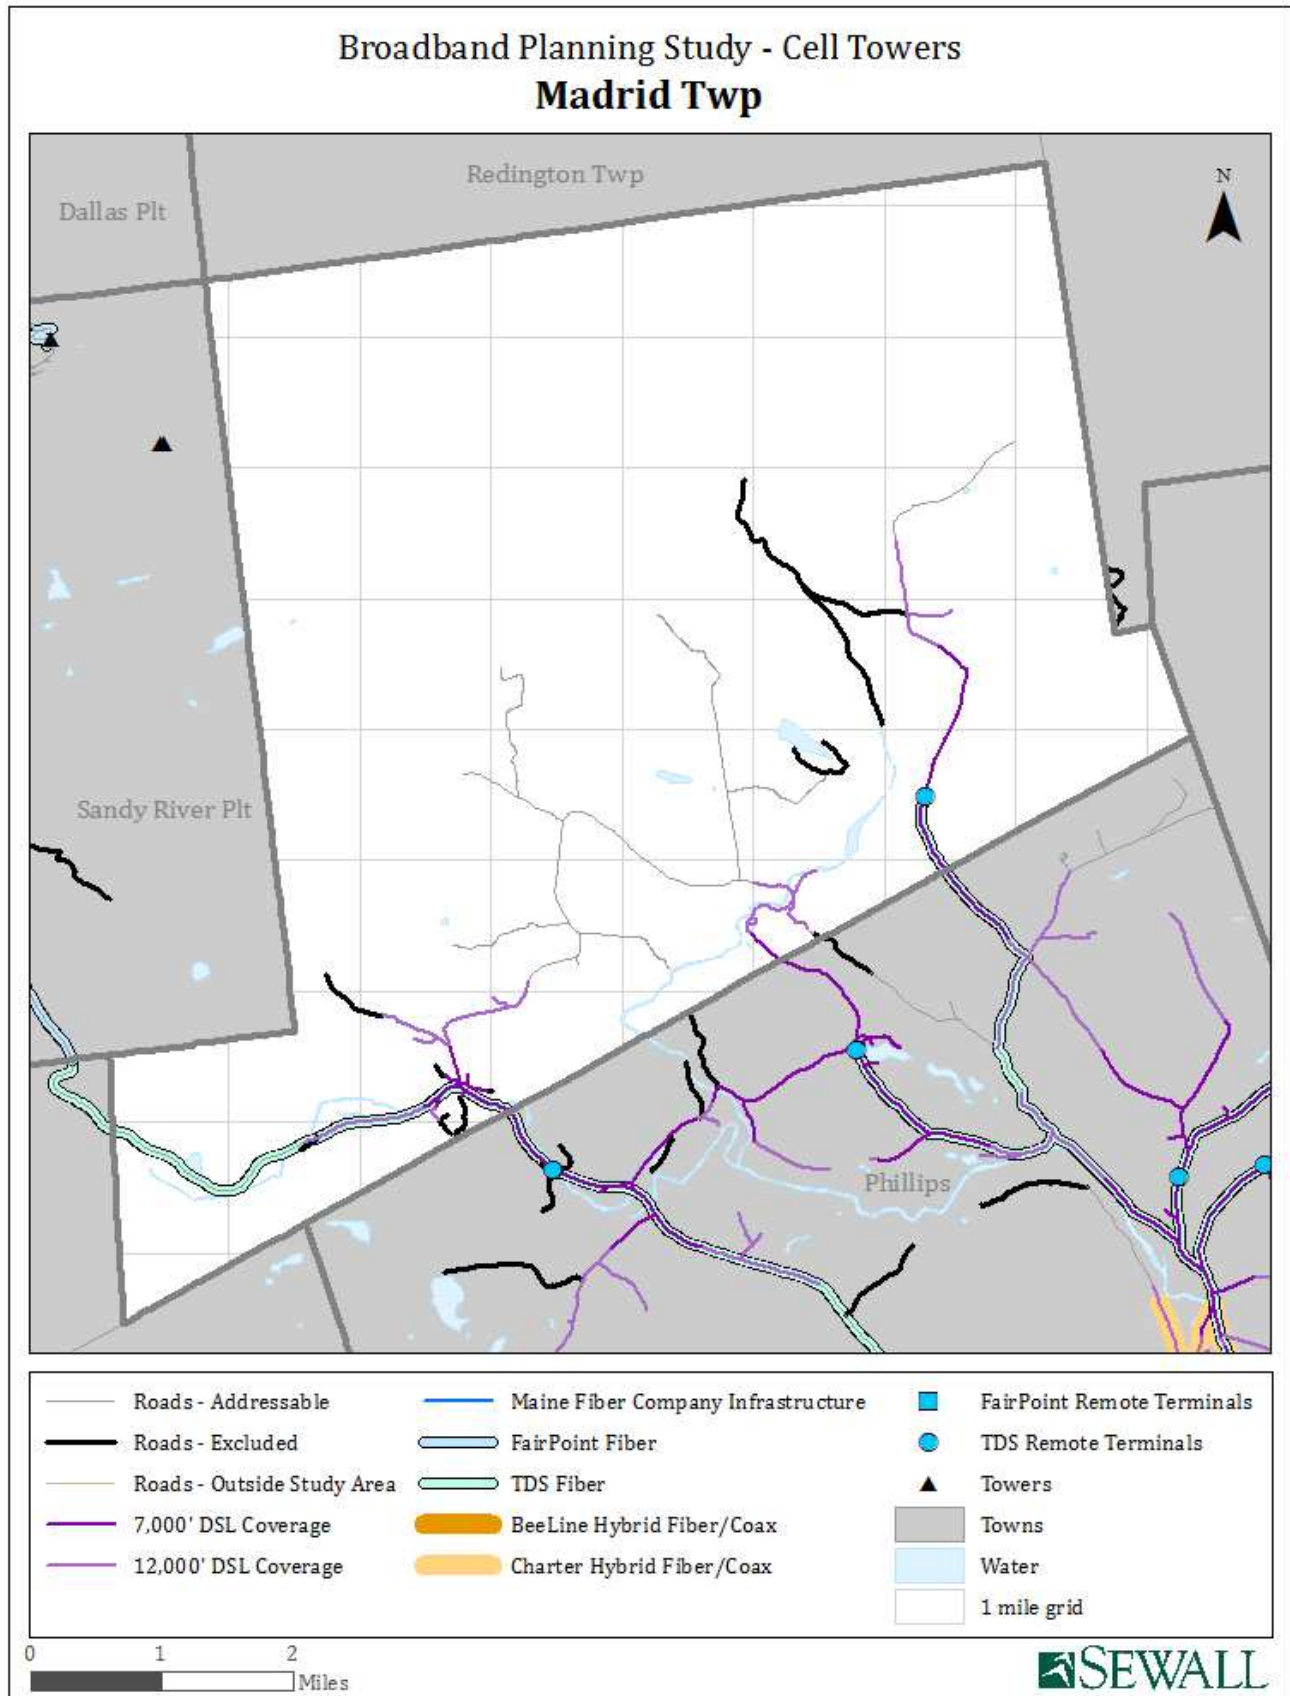 Broadband Planning Study - Cell Towers
Madrid Twp
Redington Twp
Dallas Plt
N
Sandy River Plt
Phillips
Roads - Addressable
Roads - Excluded
Roads - Outside Study Area
7,000' DSL Coverage
12,000' DSL Coverage
Maine Fiber Company Infrastructure
FairPoint Fiber
TDS Fiber
BeeLine Hybrid Fiber/Coax
Charter Hybrid Fiber/Coax
FairPoint Remote Terminals
TDS Remote Terminals
Towers
Towns
Water
1 mile grid
0 1 2
Miles
SEWALL